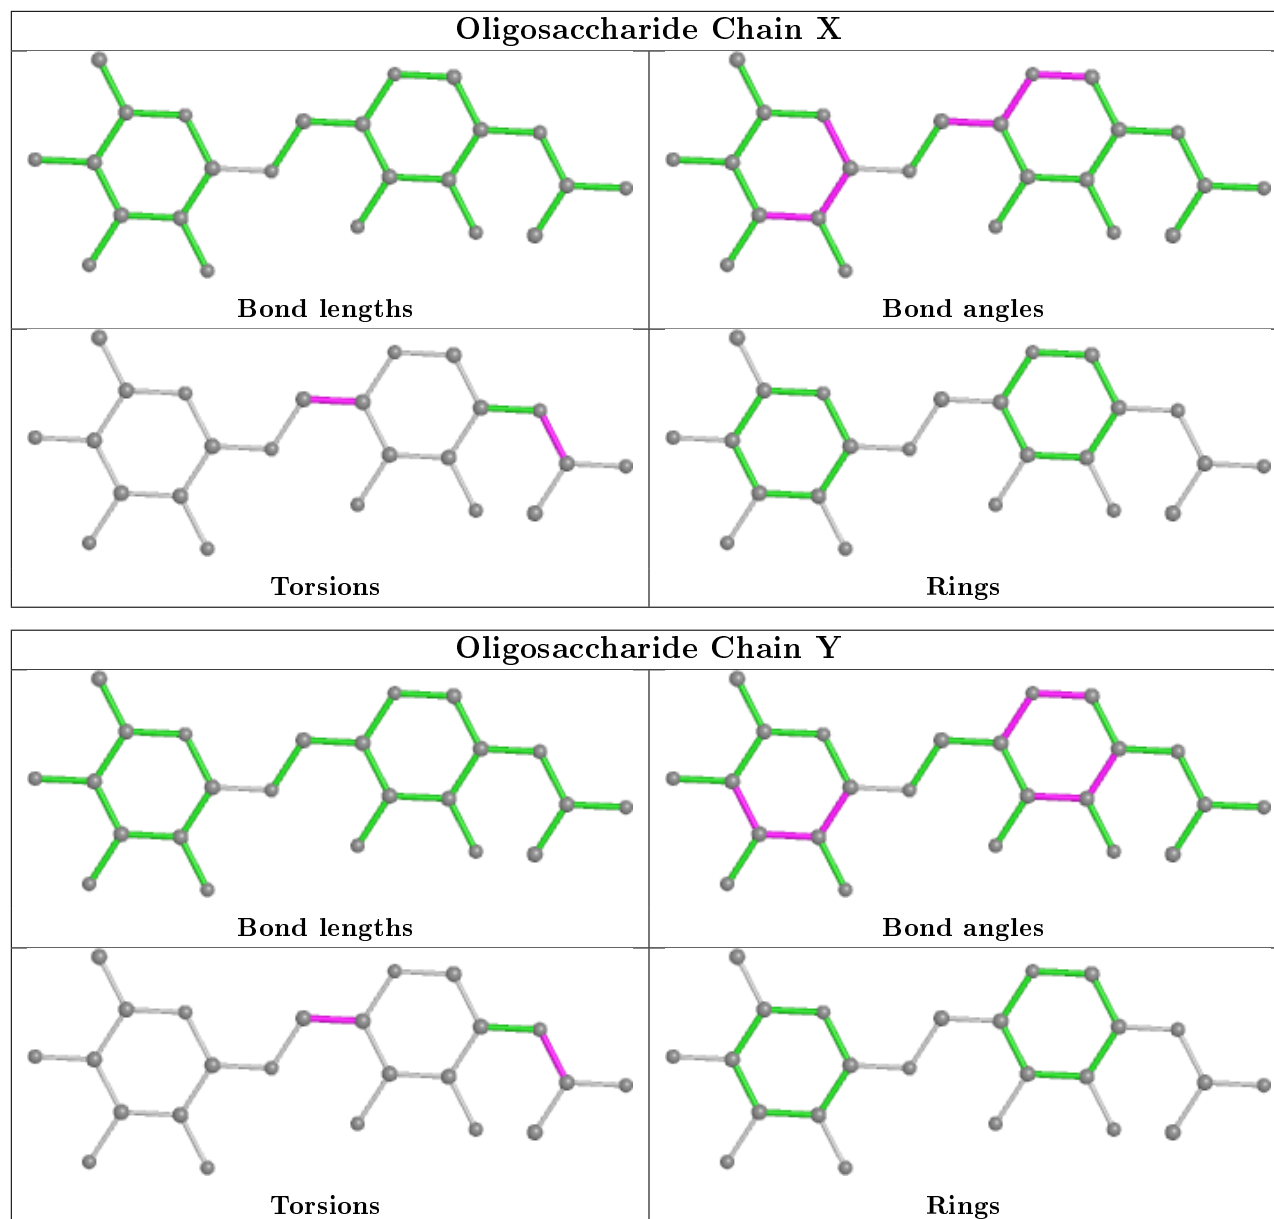 Oligosaccharide Chain X
Bond lengths
Bond angles
Torsions
Rings
Oligosaccharide Chain Y
Bond lengths
Bond angles
Torsions
Rings